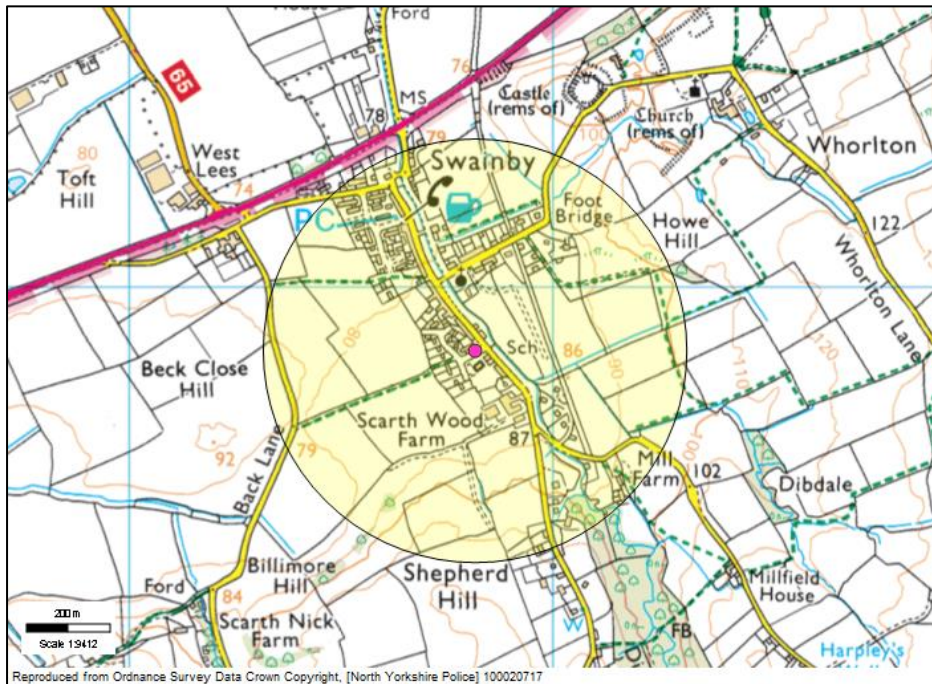 House
Ford
65
MS
78
76
79
Castle
(rems of)
100
Church
(rems of)
Whorlton
80
Toft
Hill
West
Lees
74
Swainby
PC
Foot
Bridge
Howe
Hill
122
Whorlton Lane
80
Sch
86
90
110
120
Beck Close
Hill
92
Back Lane
79
Scarth Wood
Farm
87
Mill
Farm
100
102
Dibdale
Billimore
Hill
Ford
84
Scarth Nick
Farm
Shepherd
Hill
W
Millfield
House
FB
Harpley's
200 m
Scale 1:9412
Reproduced from Ordnance Survey Data Crown Copyright, [North Yorkshire Police] 100020717